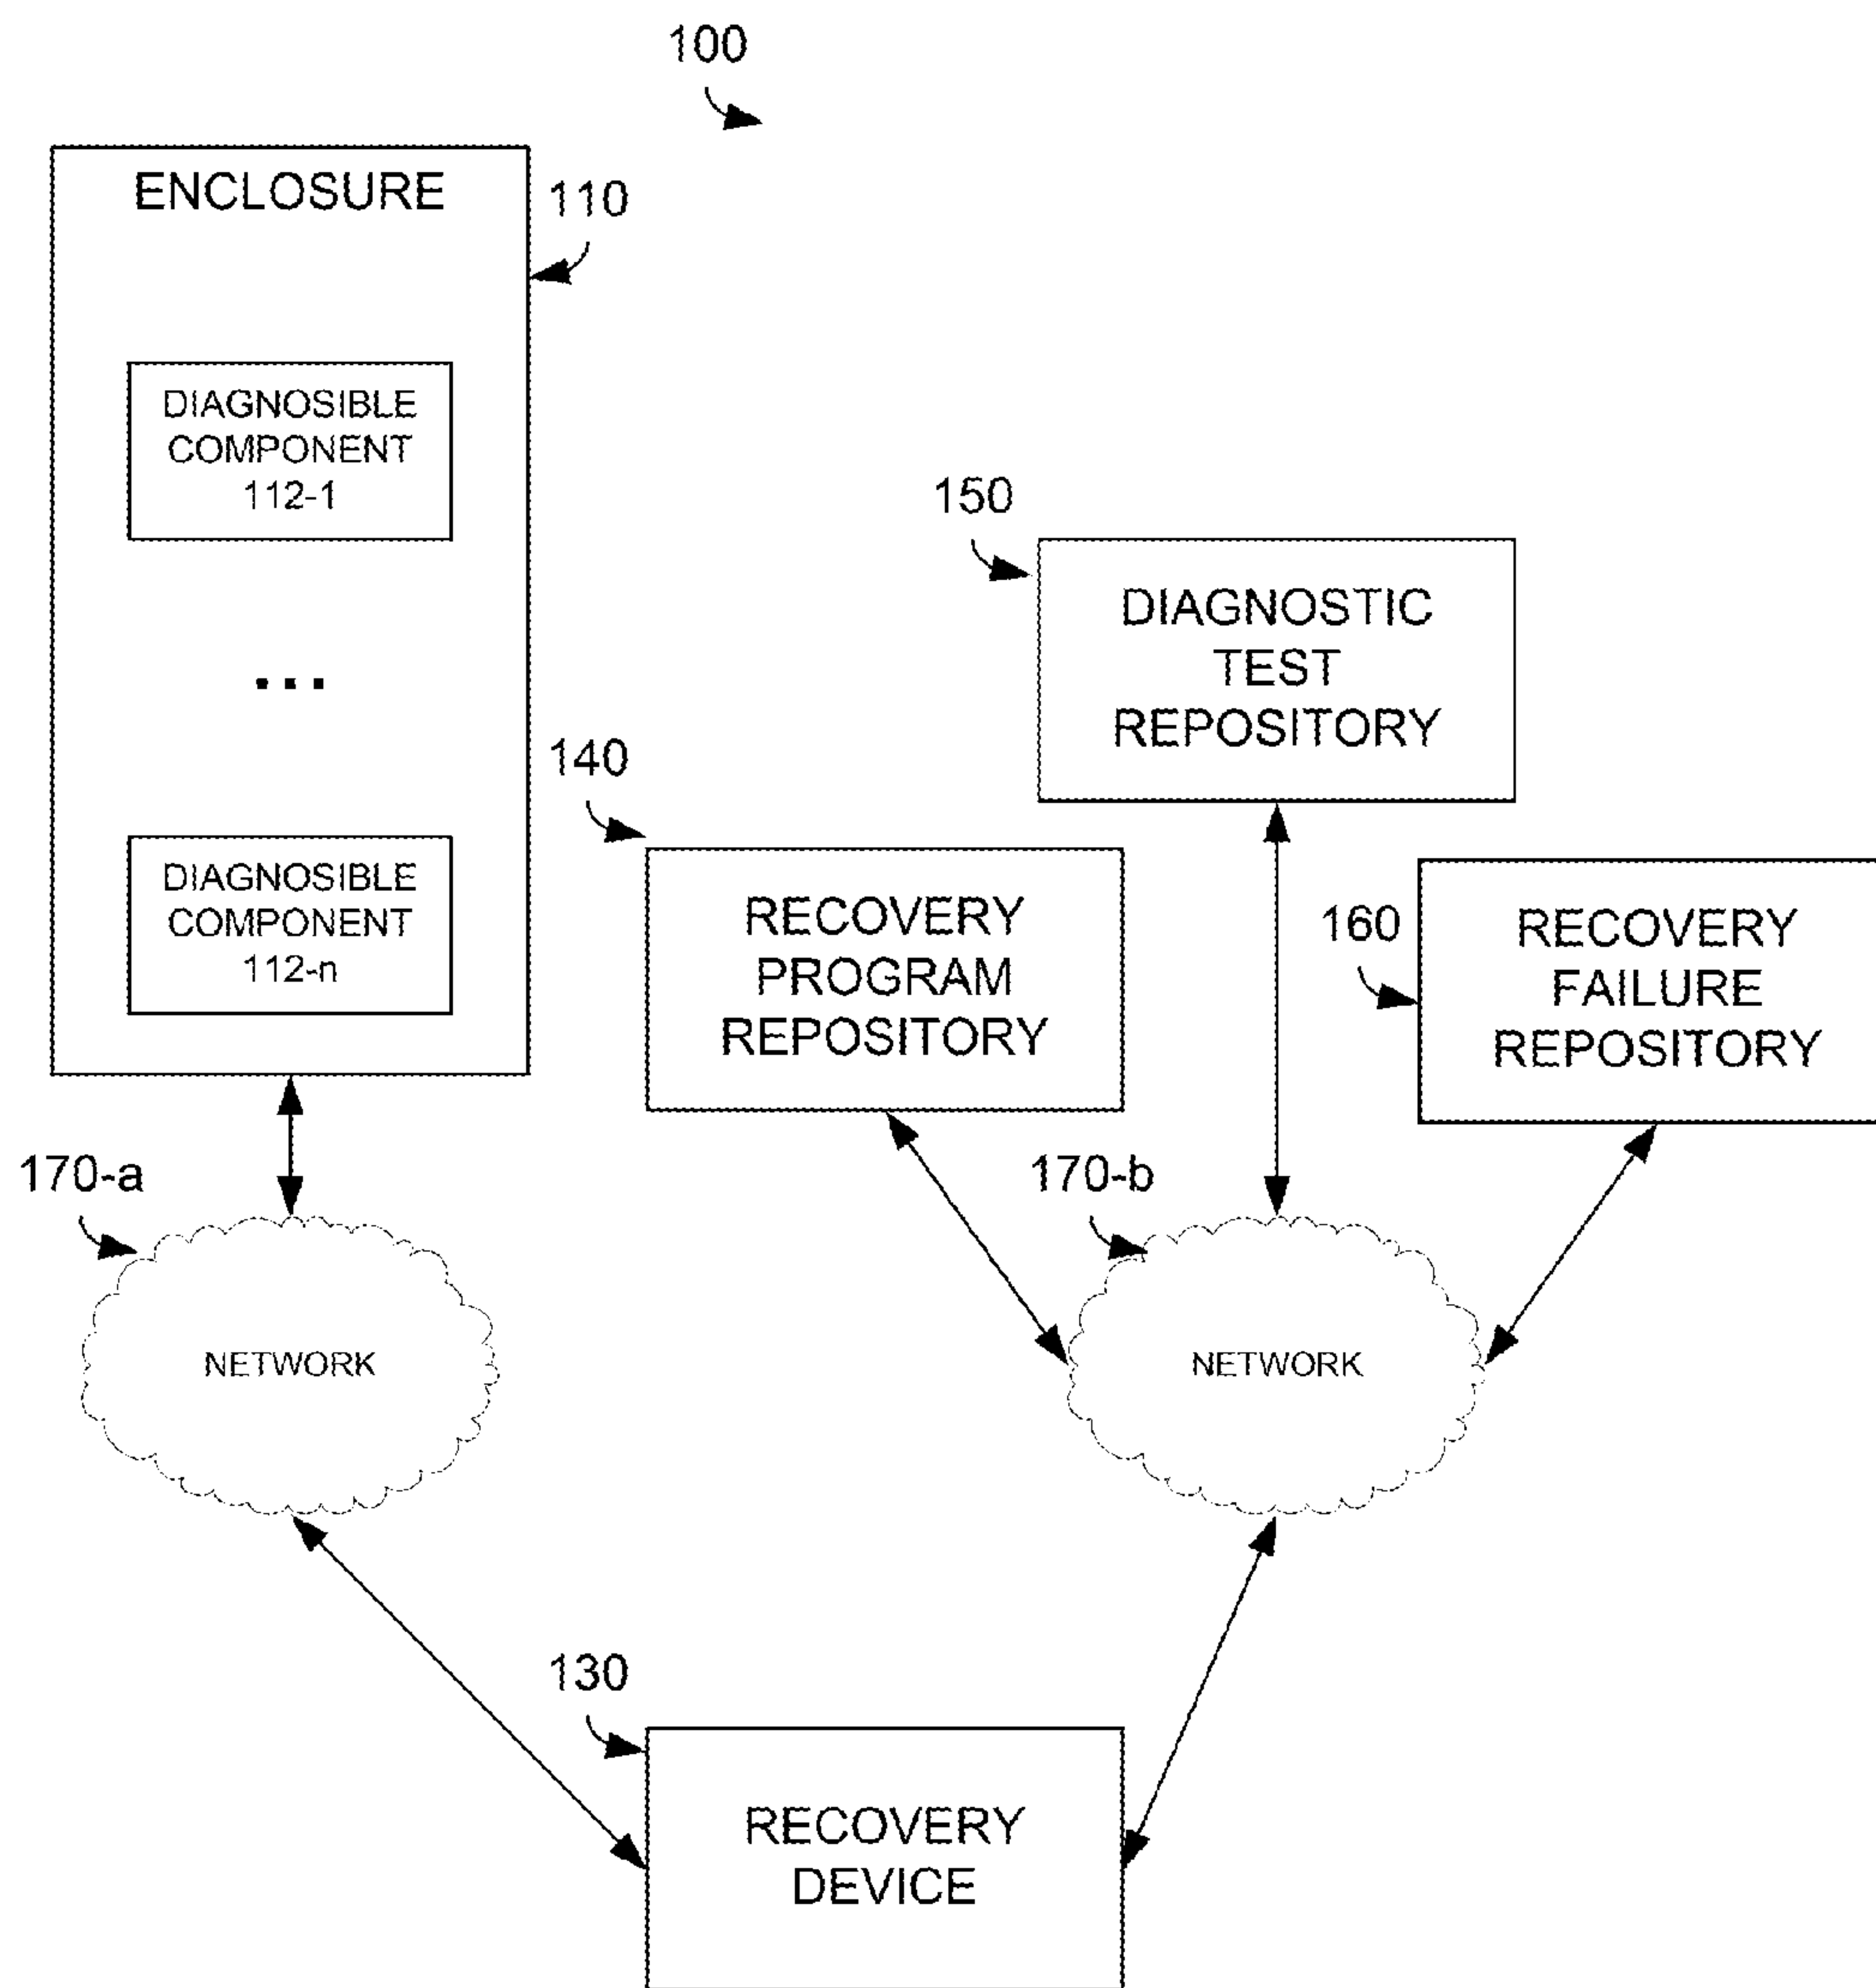 100
ENCLOSURE
110
DIAGNOSIBLE
COMPONENT
112-1
...
DIAGNOSIBLE
COMPONENT
112-n
150
DIAGNOSTIC
TEST
REPOSITORY
140
RECOVERY
PROGRAM
REPOSITORY
160
RECOVERY
FAILURE
REPOSITORY
170-a
NETWORK
170-b
NETWORK
130
RECOVERY
DEVICE